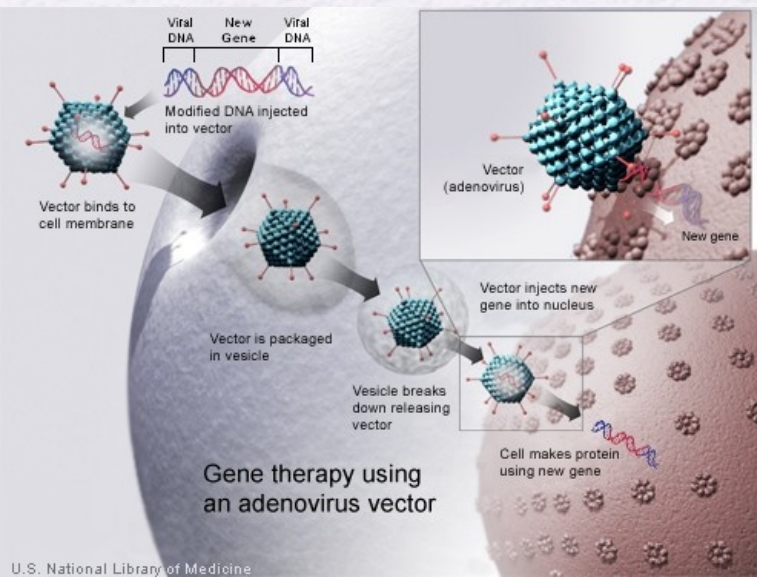 Viral
DNA
New
Gene
Viral
DNA
Modified DNA injected
into vector
Vector binds to
cell membrane
Vector
(adenovirus)
New gene
Vector is packaged
in vesicle
Vector injects new
gene into nucleus
Vesicle breaks
down releasing
vector
Cell makes protein
using new gene
Gene therapy using
an adenovirus vector
U.S. National Library of Medicine